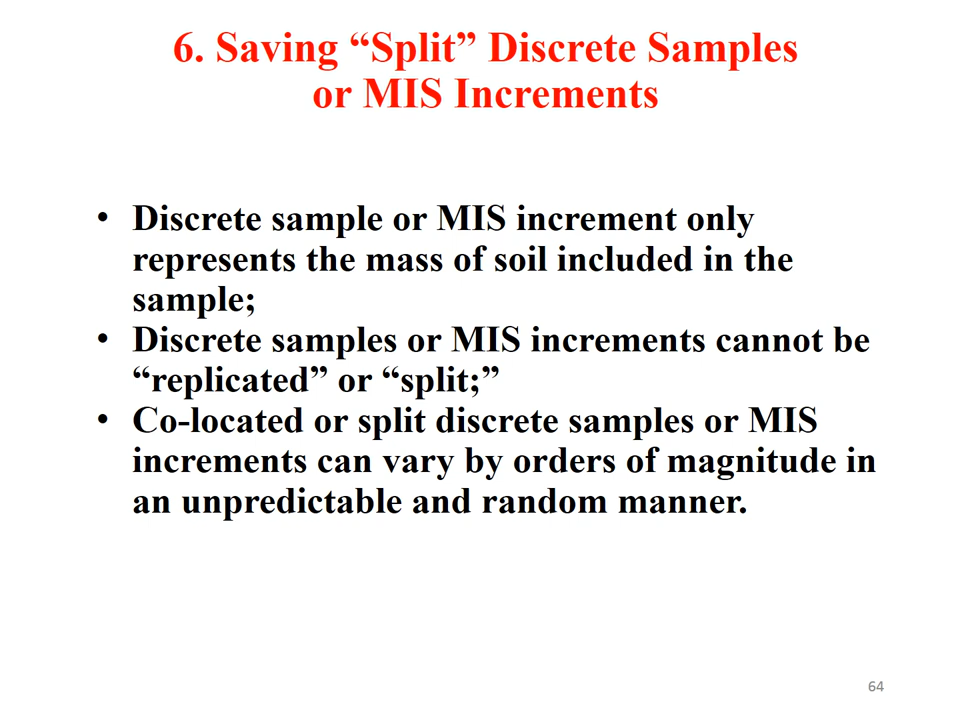 6. Saving “Split” Discrete Samples
or MIS Increments
• Discrete sample or MIS increment only
represents the mass of soil included in the
sample;
• Discrete samples or MIS increments cannot be
“replicated” or “split;”
• Co-located or split discrete samples or MIS
increments can vary by orders of magnitude in
an unpredictable and random manner.
64